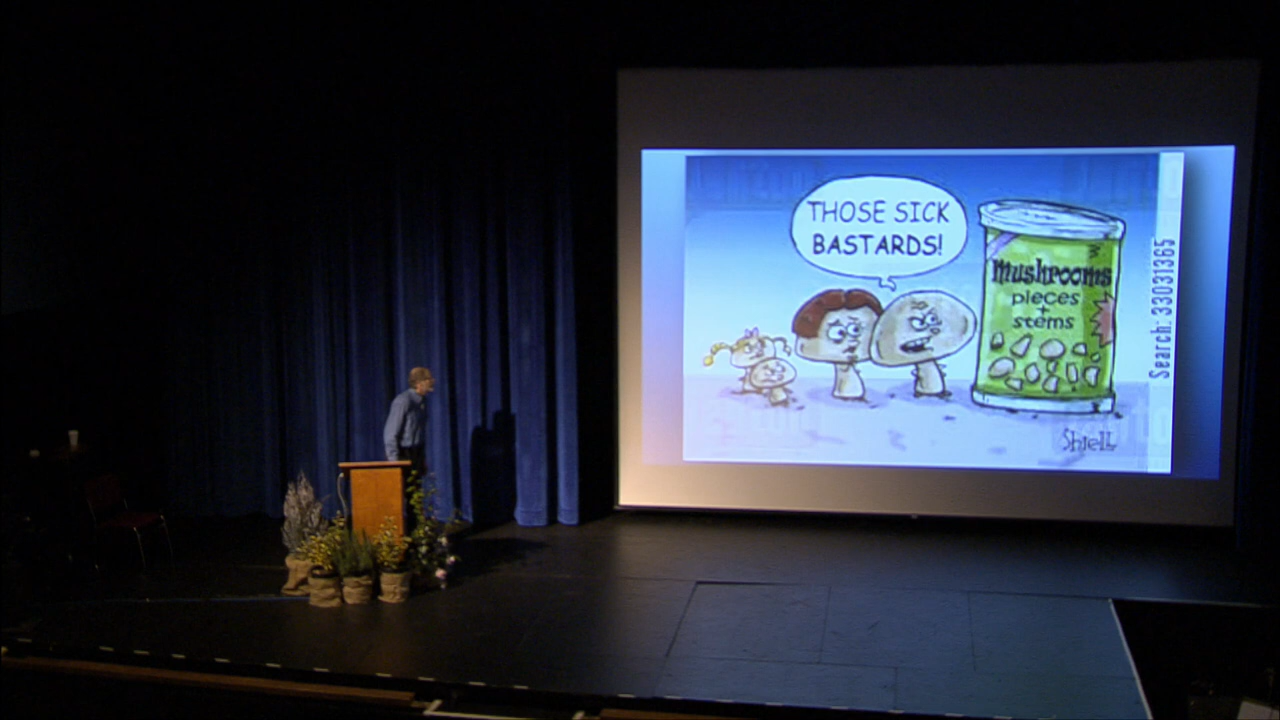 THOSE SICK
BASTARDS!
Mushrooms
pieces
+
stems
Search: 33031365
Shiell